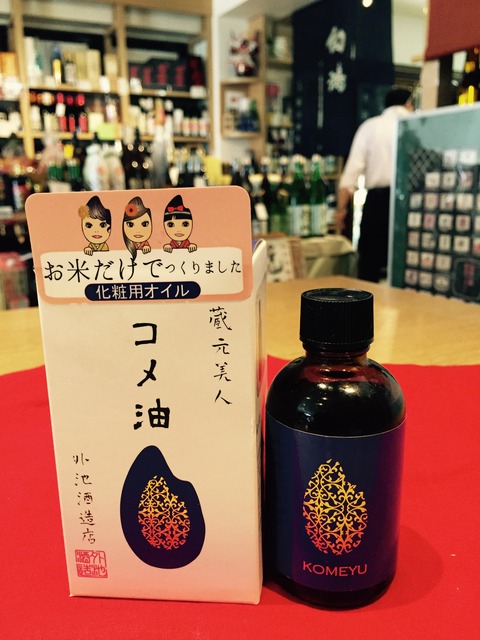 お米だけでつくりました
化粧用オイル
蔵元美人
コメ油
外池酒造店
KOMEYU